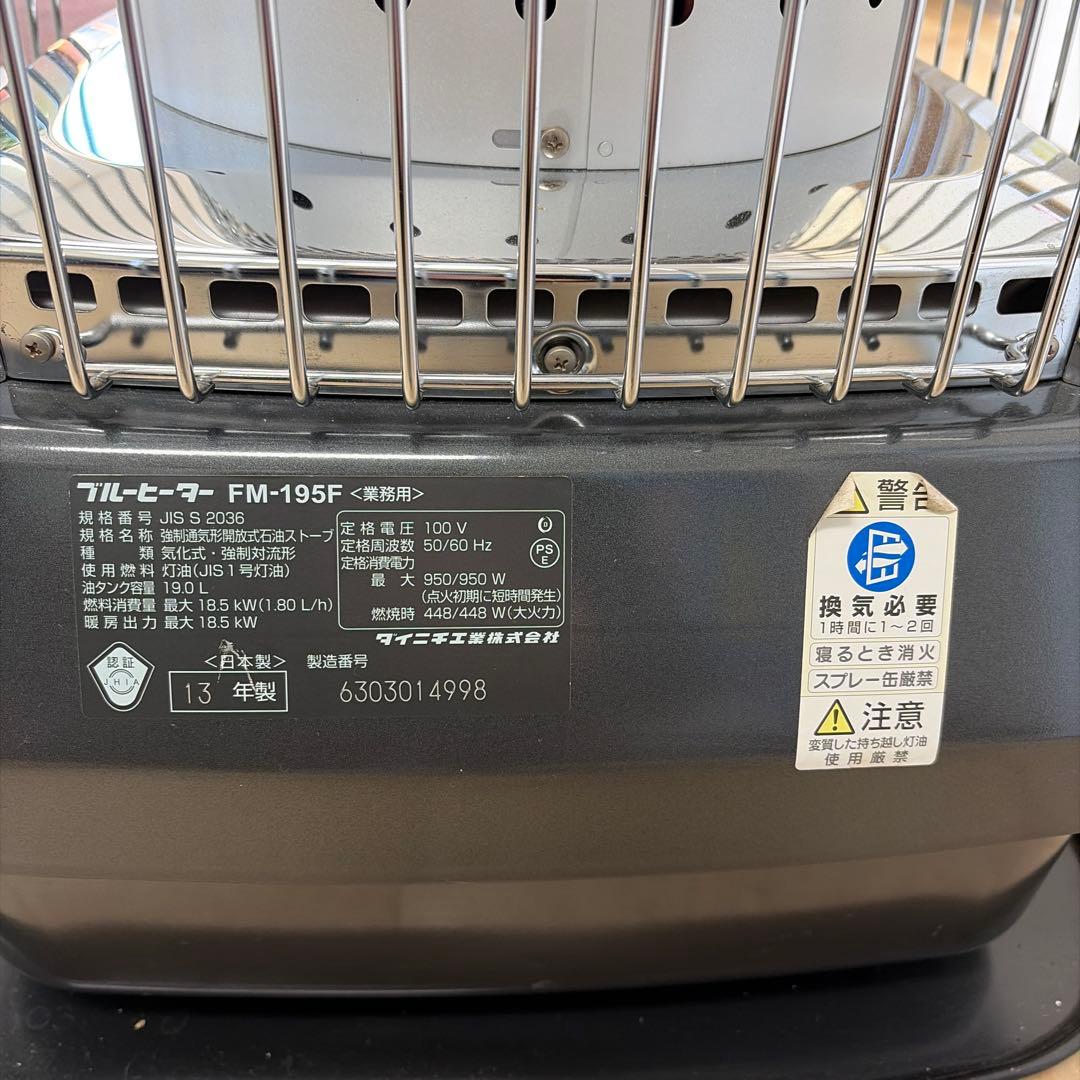 ブルーヒーター FM-195F <業務用>
規格番号 JIS S 2036
規格名称 強制通気形開放式石油ストーブ
種類 気化式・強制対流形
使用燃料 灯油(JIS1号灯油)
油タンク容量 19.0 L
燃料消費量 最大 18.5 kW(1.80 L/h)
暖房出力 最大 18.5 kW
定格電圧 100 V
定格周波数 50/60 Hz
定格消費電力
最大 950/950 W
(点火初期に短時間発生)
燃焼時 448/448 W(大火力)
PS
E
ダイニチ工業株式会社
認証
JHIA
<日本製> 製造番号
13 年製 6303014998
警告
換気必要
1時間に1〜2回
寝るとき消火
スプレー缶厳禁
注意
変質した持ち越し灯油
使用厳禁